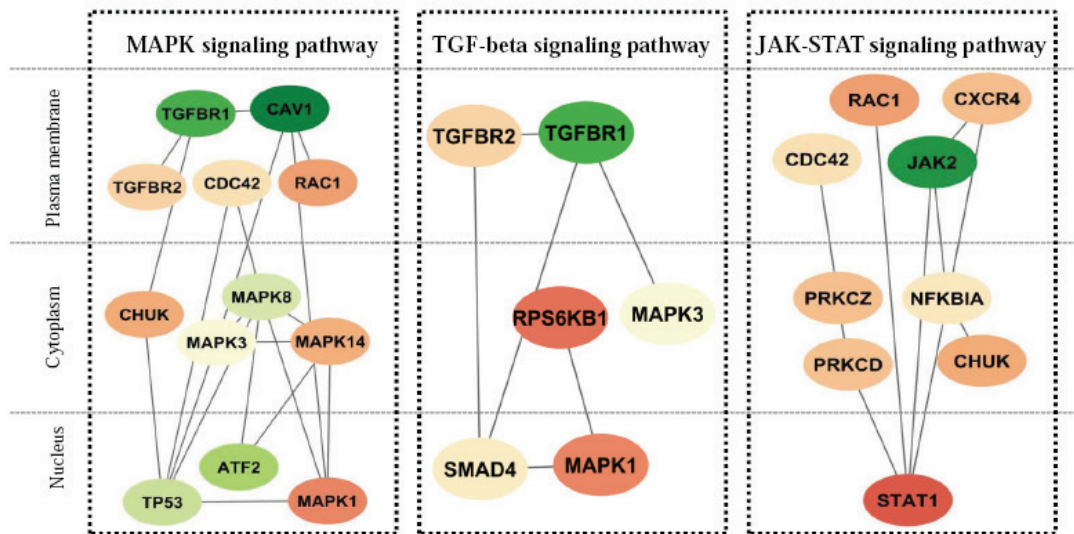 MAPK signaling pathway
TGF-beta signaling pathway
JAK-STAT signaling pathway
Plasma membrane
Cytoplasm
Nucleus
TGFBR1
CAV1
TGFBR2
CDC42
RAC1
CHUK
MAPK8
MAPK3
MAPK14
ATF2
TP53
MAPK1
TGFBR2
TGFBR1
RPS6KB1
MAPK3
SMAD4
MAPK1
RAC1
CXCR4
CDC42
JAK2
PRKCZ
NFKBIA
PRKCD
CHUK
STAT1